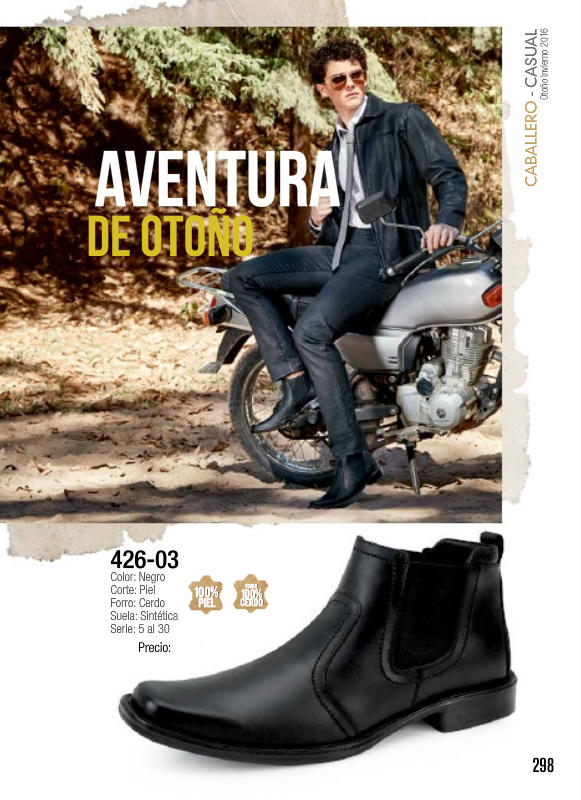 CABALLERO - CASUAL
Otoño Invierno 2016
AVENTURA
DE OTOÑO
426-03
Color: Negro
Corte: Piel
Forro: Cerdo
Suela: Sintética
Serie: 5 al 30
Precio:
100%
PIEL
FORRO
100%
CERDO
298